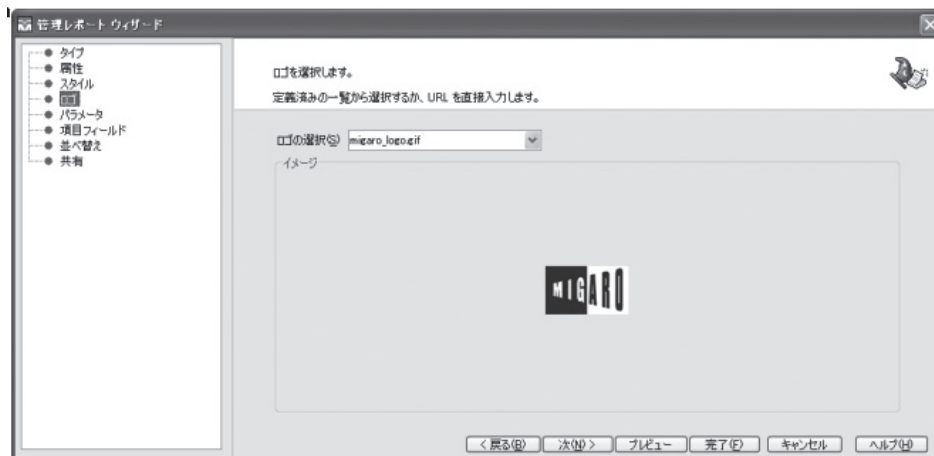 管理レポート ウィザード
タイプ
属性
スタイル
ロゴ
パラメータ
項目フィールド
並べ替え
共有
ロゴを選択します。
定義済みの一覧から選択するか、URL を直接入力します。
ロゴの選択(S) migaro_logo.gif
イメージ
MIGARO
< 戻る(B) 次(N) > プレビュー 完了(F) キャンセル ヘルプ(H)